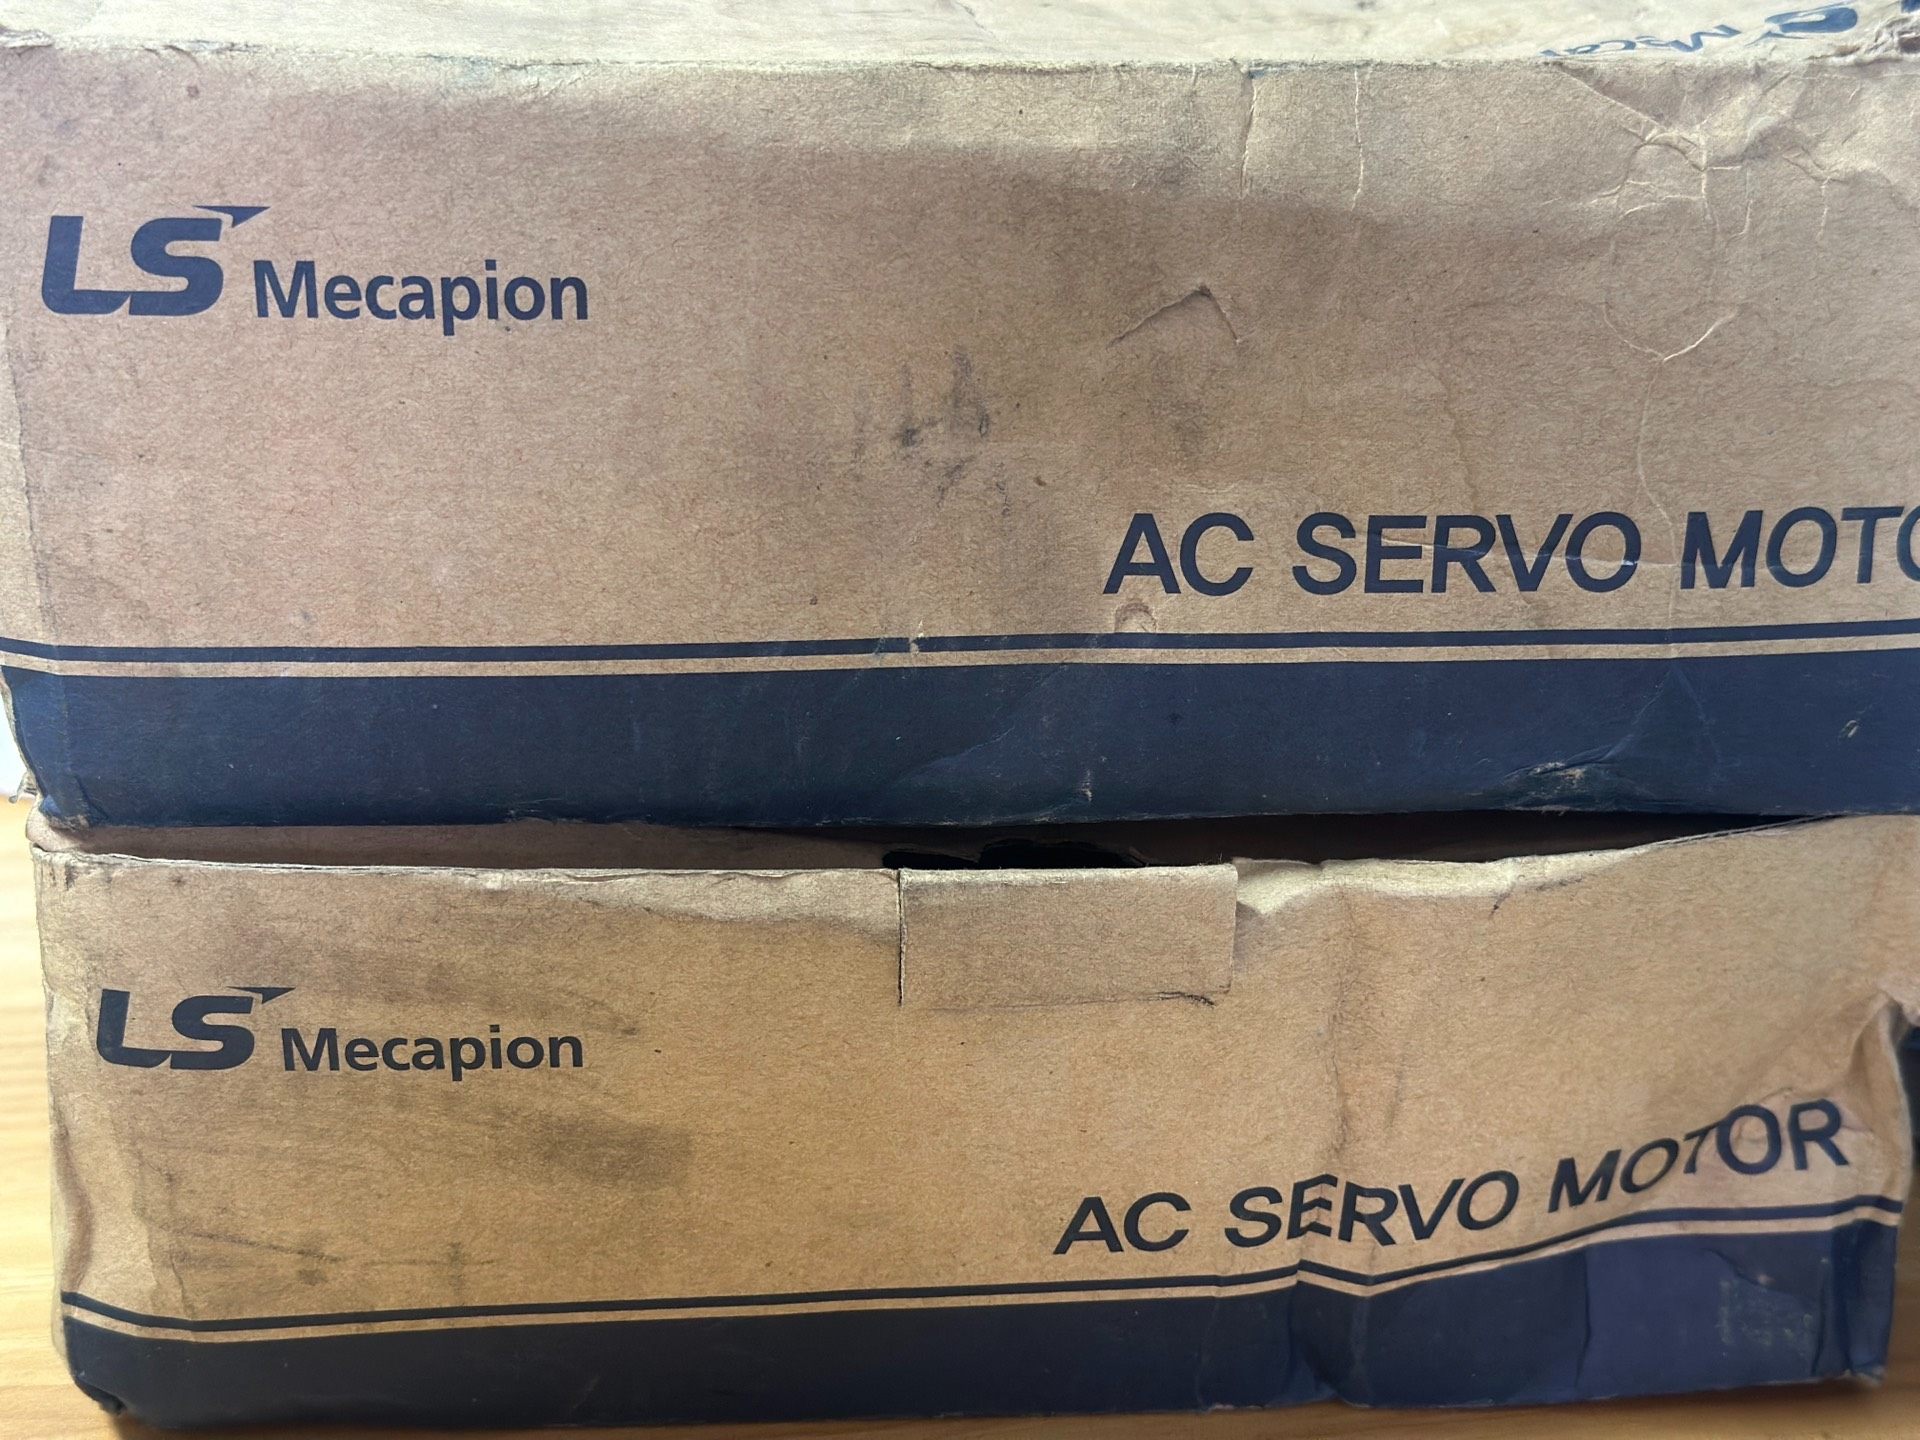 LS Mecapion
AC SERVO MOTO
LS Mecapion
AC SERVO MOTOR